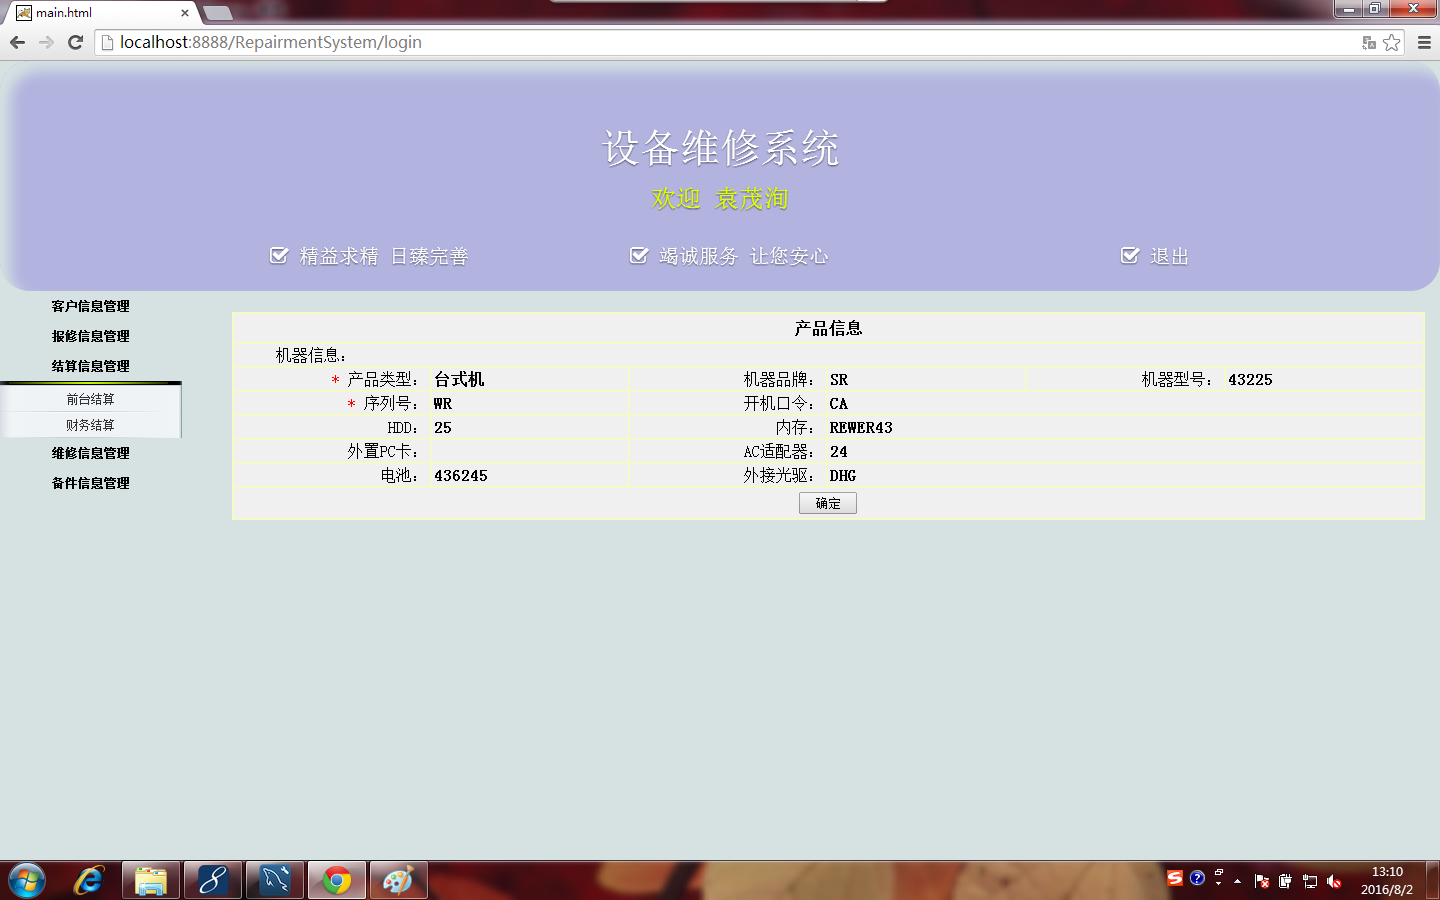 main.html
localhost:8888/RepairmentSystem/login
设备维修系统
欢迎 袁茂洵
精益求精 日臻完善 竭诚服务 让您安心 退出
客户信息管理
报修信息管理
结算信息管理
前台结算
财务结算
维修信息管理
备件信息管理
产品信息
机器信息：
* 产品类型： 台式机 机器品牌： SR 机器型号： 43225
* 序列号： WR 开机口令： CA
HDD： 25 内存： REWER43
外置PC卡： AC适配器： 24
电池： 436245 外接光驱： DHG
确定
13:10
2016/8/2